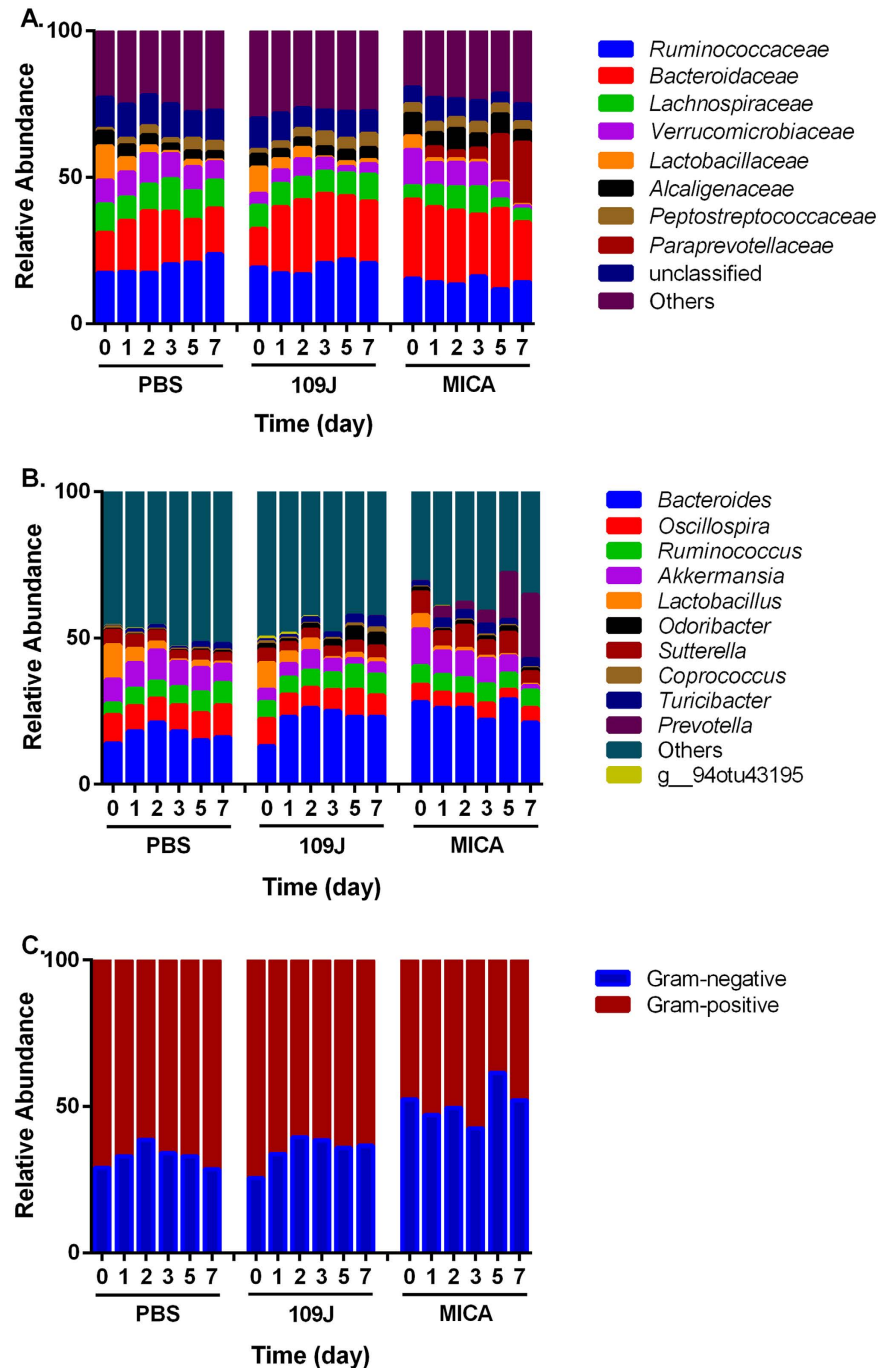 A.
100
50
0
Relative Abundance
0 1 2 3 5 7 0 1 2 3 5 7 0 1 2 3 5 7
PBS 109J MICA
Time (day)
Ruminococcaceae
Bacteroidaceae
Lachnospiraceae
Verrucomicrobiaceae
Lactobacillaceae
Alcaligenaceae
Peptostreptococcaceae
Paraprevotellaceae
unclassified
Others
B.
100
50
0
Relative Abundance
0 1 2 3 5 7 0 1 2 3 5 7 0 1 2 3 5 7
PBS 109J MICA
Time (day)
Bacteroides
Oscillospira
Ruminococcus
Akkermansia
Lactobacillus
Odoribacter
Sutterella
Coprococcus
Turicibacter
Prevotella
Others
g__94otu43195
C.
100
50
0
Relative Abundance
0 1 2 3 5 7 0 1 2 3 5 7 0 1 2 3 5 7
PBS 109J MICA
Time (day)
Gram-negative
Gram-positive